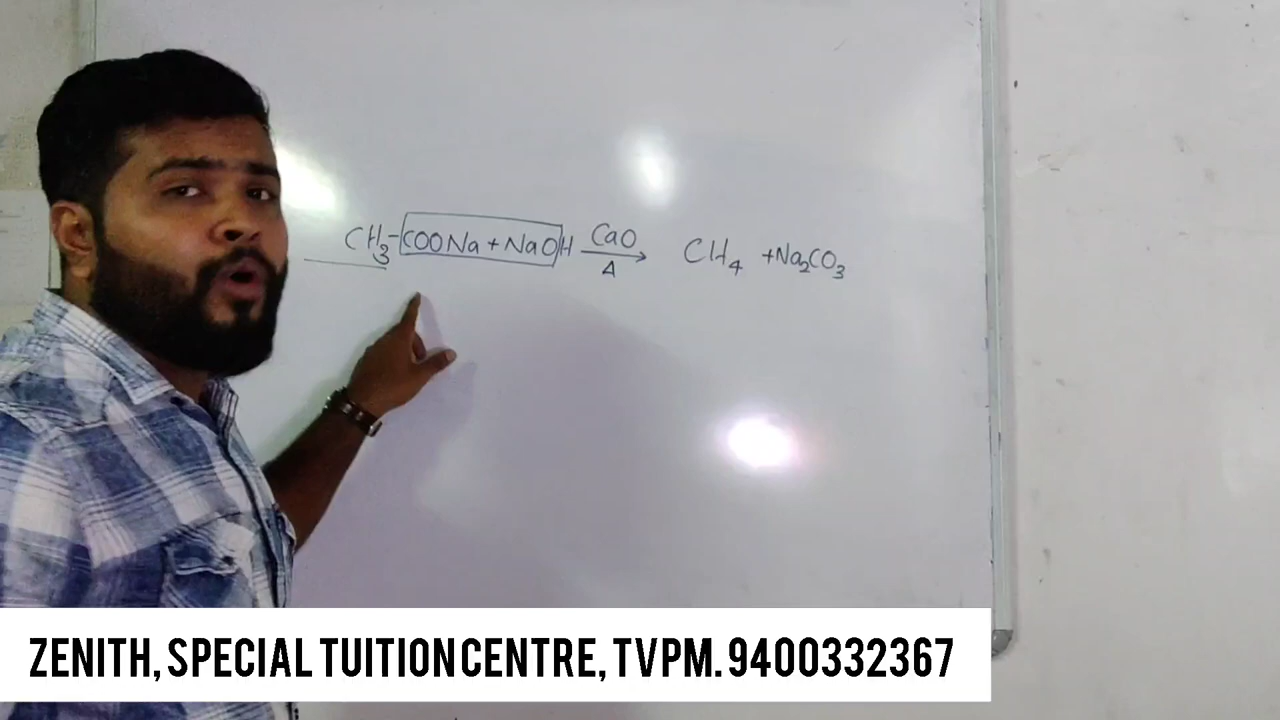 CH₃-COONa + NaOH CaO/Δ→ CH₄ + Na₂CO₃
ZENITH, SPECIAL TUITION CENTRE, TVPM. 9400332367